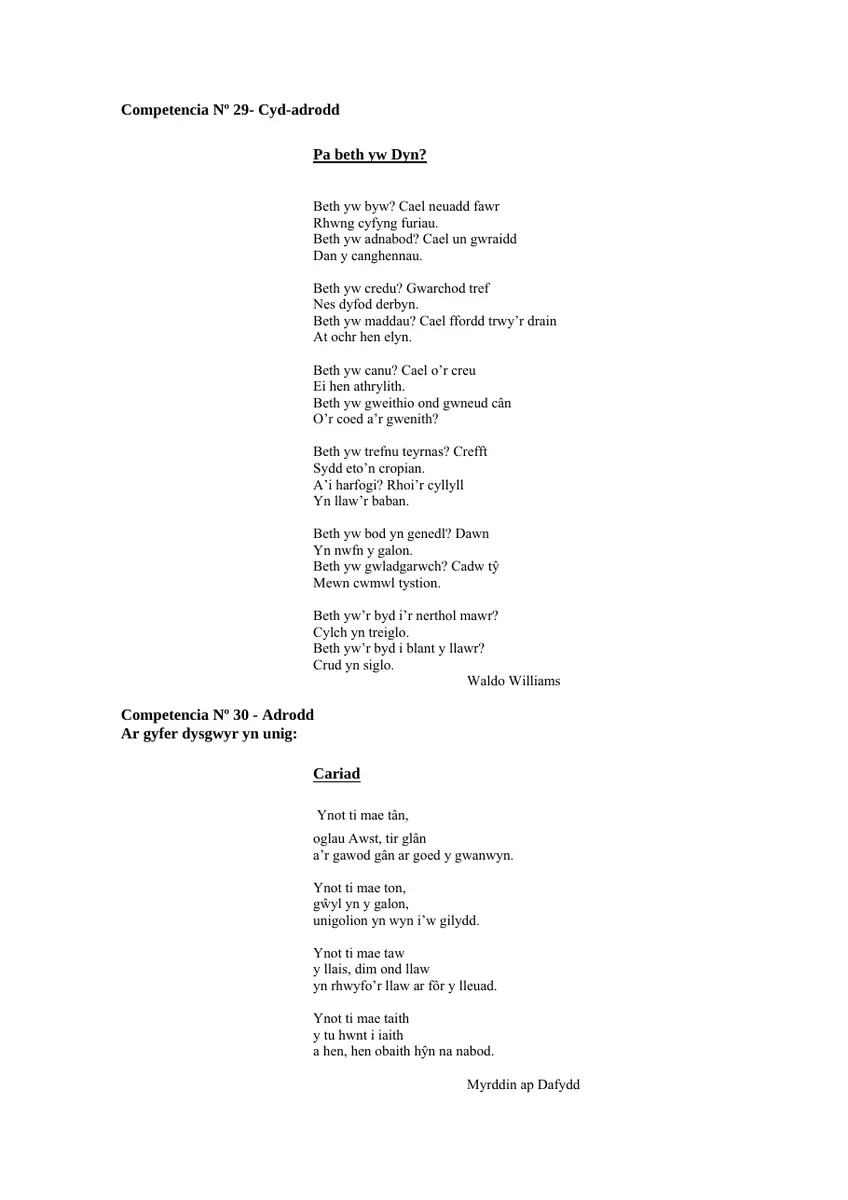 Competencia Nº 29- Cyd-adrodd
Pa beth yw Dyn?
Beth yw byw? Cael neuadd fawr
Rhwng cyfyng furiau.
Beth yw adnabod? Cael un gwraidd
Dan y canghennau.
Beth yw credu? Gwarchod tref
Nes dyfod derbyn.
Beth yw maddau? Cael ffordd trwy’r drain
At ochr hen elyn.
Beth yw canu? Cael o’r creu
Ei hen athrylith.
Beth yw gweithio ond gwneud cân
O’r coed a’r gwenith?
Beth yw trefnu teyrnas? Crefft
Sydd eto’n cropian.
A’i harfogi? Rhoi’r cyllyll
Yn llaw’r baban.
Beth yw bod yn genedl? Dawn
Yn nwfn y galon.
Beth yw gwladgarwch? Cadw tŷ
Mewn cwmwl tystion.
Beth yw’r byd i’r nerthol mawr?
Cylch yn treiglo.
Beth yw’r byd i blant y llawr?
Crud yn siglo.
Waldo Williams
Competencia Nº 30 - Adrodd
Ar gyfer dysgwyr yn unig:
Cariad
Ynot ti mae tân,
oglau Awst, tir glân
a’r gawod gân ar goed y gwanwyn.
Ynot ti mae ton,
gŵyl yn y galon,
unigolion yn wyn i’w gilydd.
Ynot ti mae taw
y llais, dim ond llaw
yn rhwyfo’r llaw ar fôr y lleuad.
Ynot ti mae taith
y tu hwnt i iaith
a hen, hen obaith hŷn na nabod.
Myrddin ap Dafydd